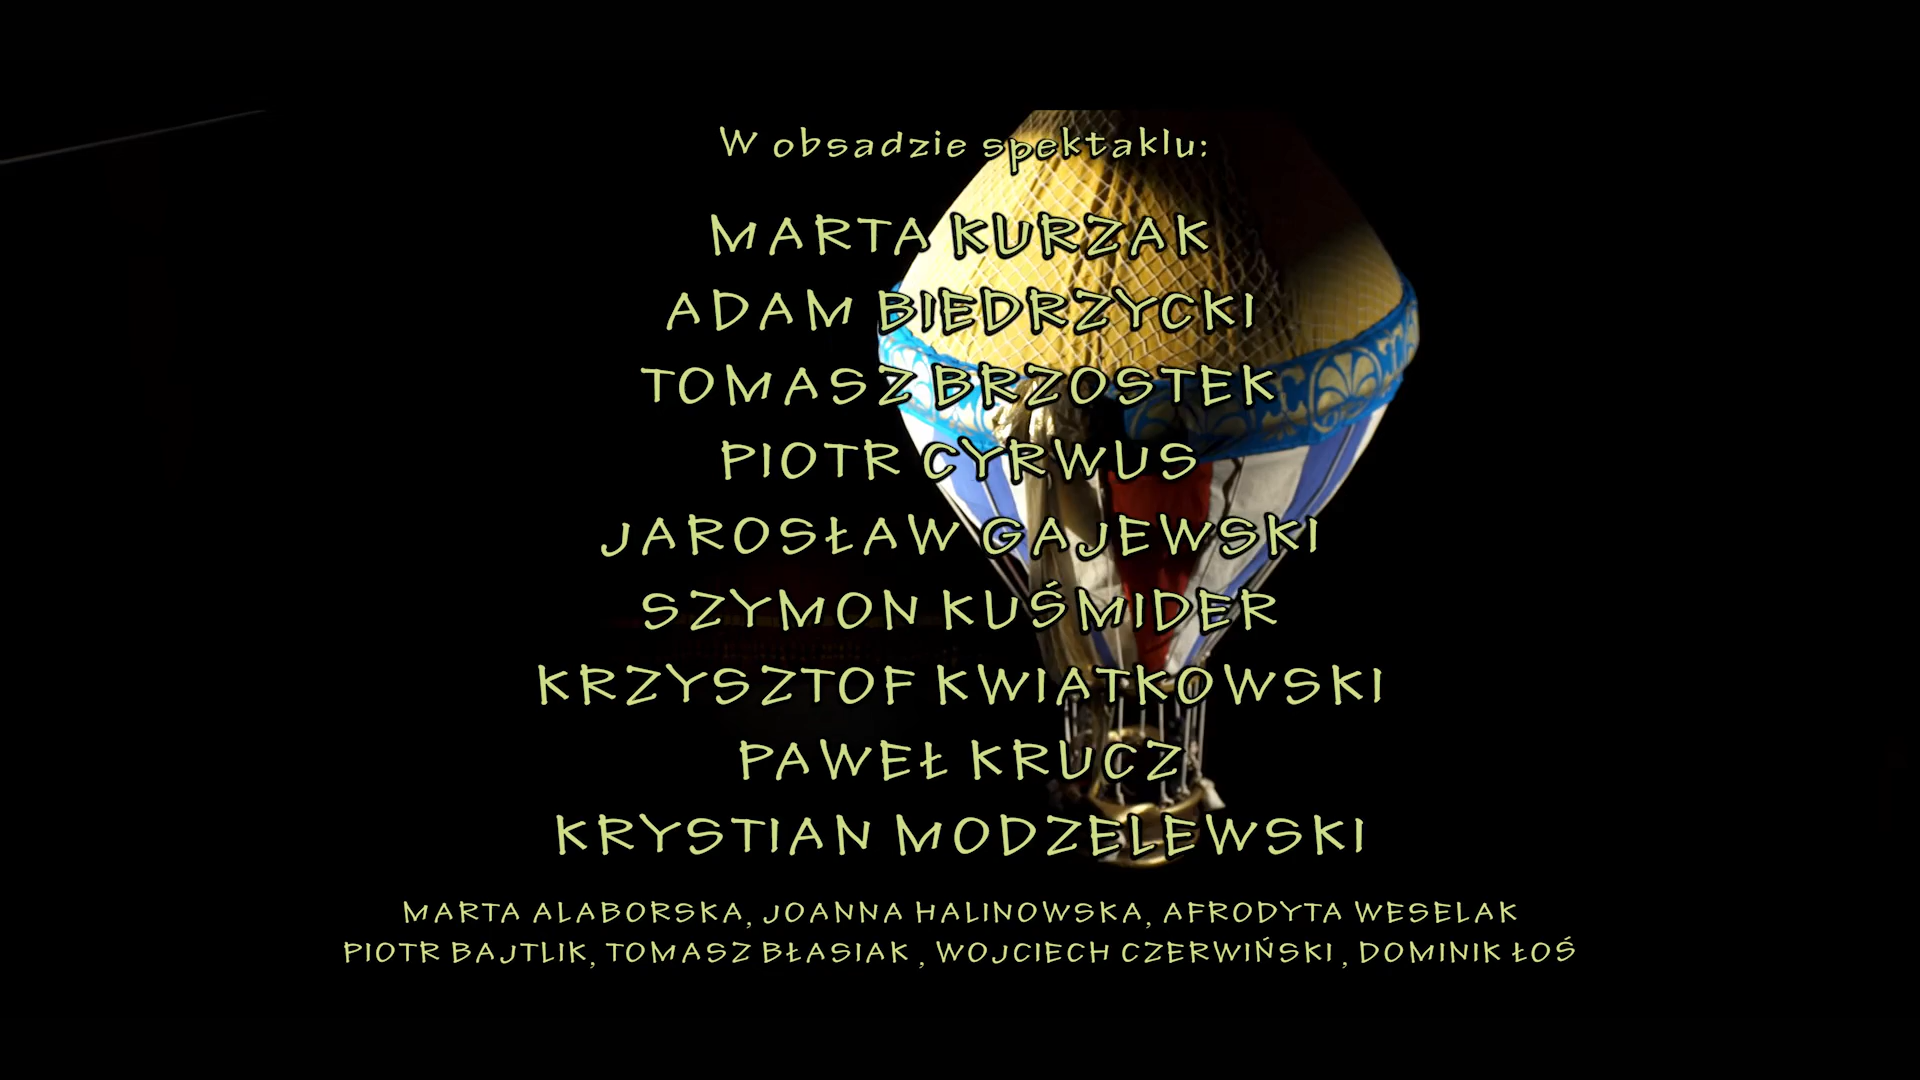 W obsadzie spektaklu:
MARTA KURZAK
ADAM BIEDRZYCKI
TOMASZ BRZOSTEK
PIOTR CYRWUS
JAROSŁAW GAJEWSKI
SZYMON KUŚMIDER
KRZYSZTOF KWIATKOWSKI
PAWEŁ KRUCZ
KRYSTIAN MODZELEWSKI
MARTA ALABORSKA, JOANNA HALINOWSKA, AFRODYTA WESELAK
PIOTR BAJTLIK, TOMASZ BŁASIAK , WOJCIECH CZERWIŃSKI , DOMINIK ŁOŚ